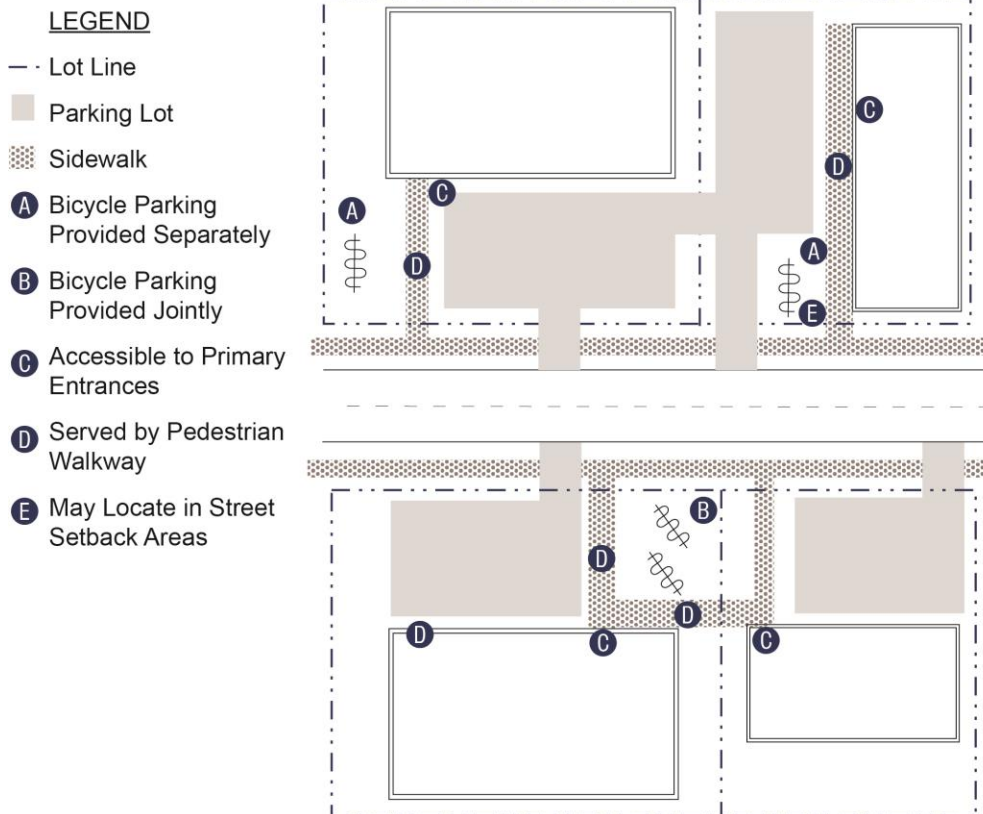 LEGEND
Lot Line
Parking Lot
Sidewalk
A Bicycle Parking
Provided Separately
B Bicycle Parking
Provided Jointly
C Accessible to Primary
Entrances
D Served by Pedestrian
Walkway
E May Locate in Street
Setback Areas
C
D
A
C
D
A
E
B
D
D
D
C
C